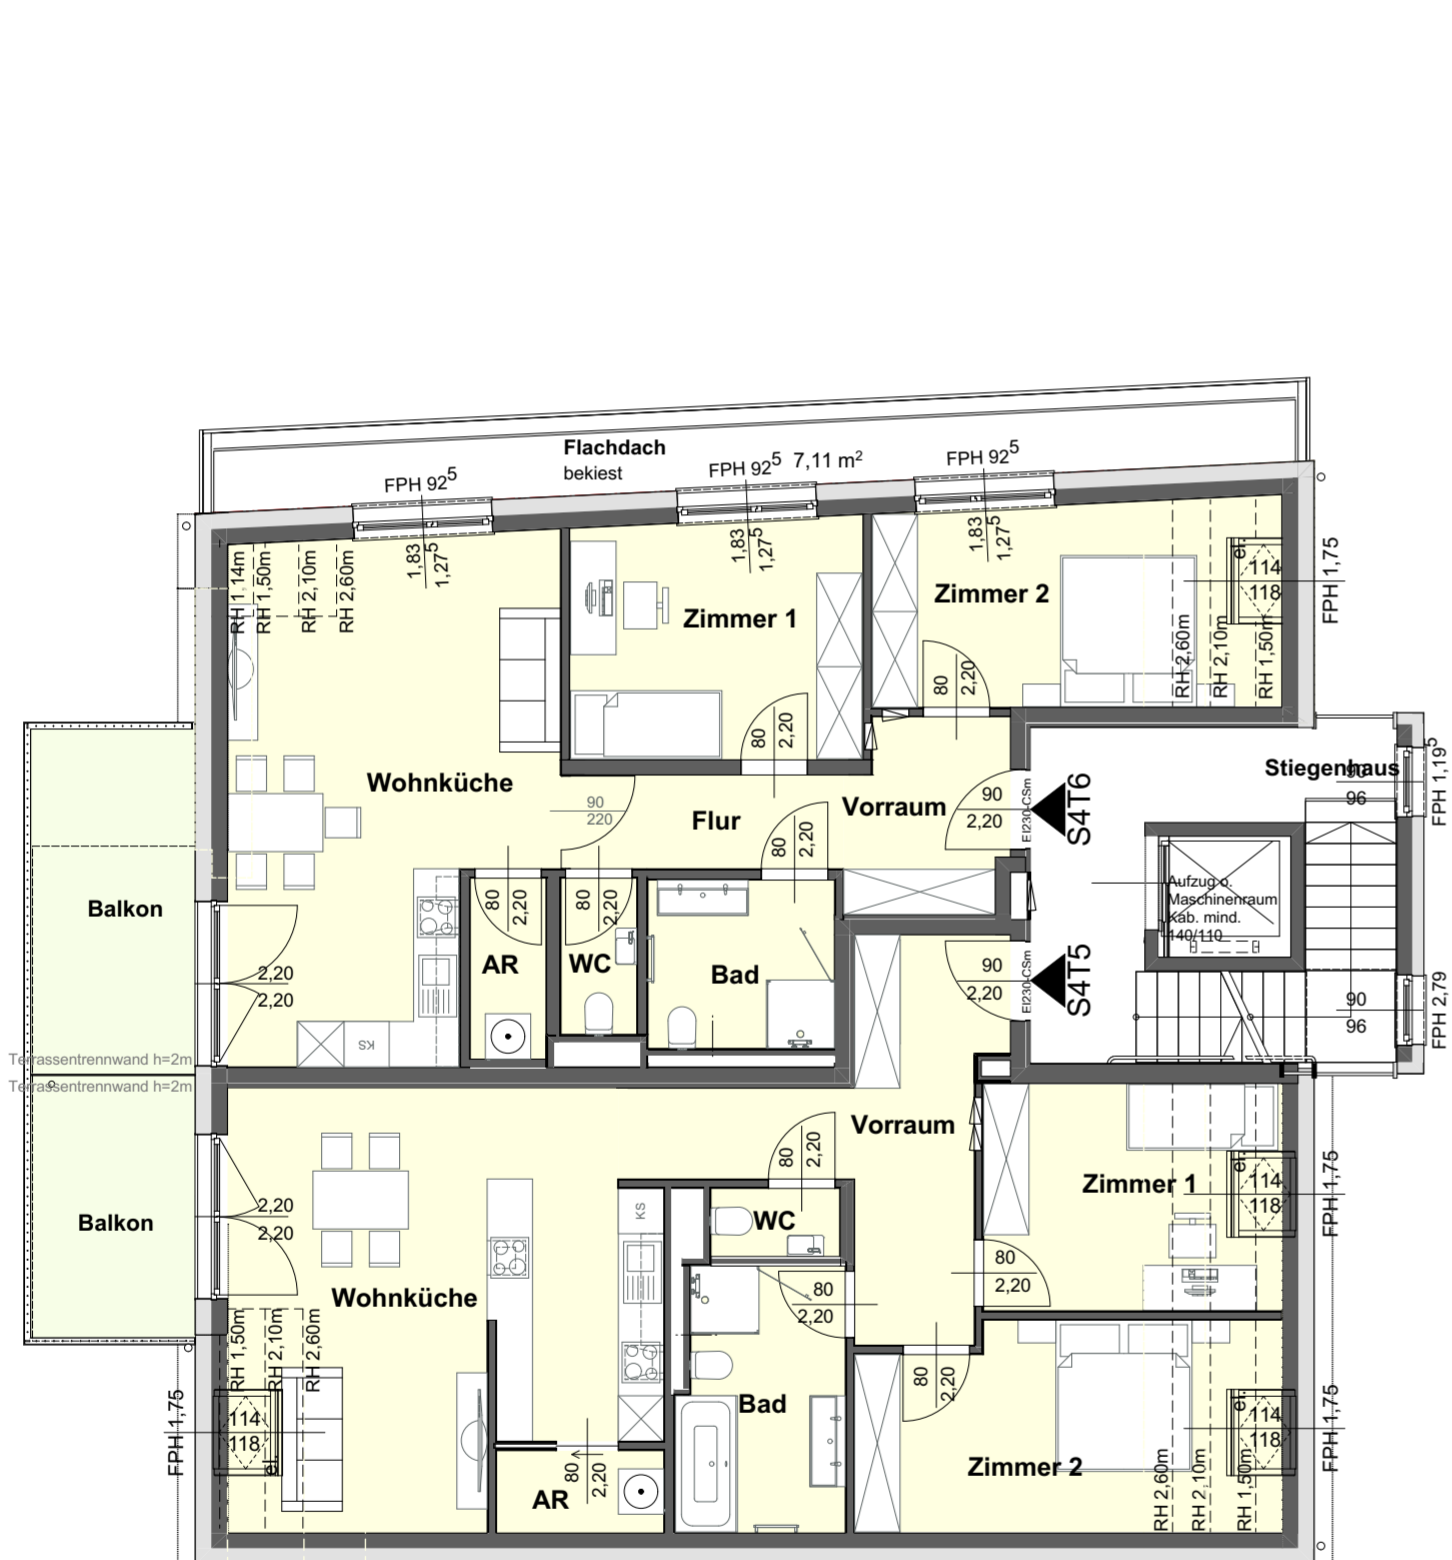 Flachdach
bekiest
7,11 m²
FPH 92⁵
FPH 92⁵
FPH 92⁵
1,83
1,27⁵
1,83
1,27⁵
1,83
1,27⁵
RH 1,14m
RH 1,50m
RH 2,10m
RH 2,60m
Zimmer 1
Zimmer 2
RH 2,60m
RH 2,10m
RH 1,50m
el.
114
118
FPH 1,75
80
2,20
80
2,20
Wohnküche
90
220
Flur
Vorraum
90
2,20
EI230-CSm
S4T6
Stiegenhaus
90
96
FPH 1,19⁵
80
2,20
Balkon
2,20
2,20
80
2,20
80
2,20
AR
WC
Bad
KS
Aufzug o.
Maschinenraum
Kab. mind.
140/110
90
2,20
EI230-CSm
S4T5
90
96
FPH 2,79
Terrassentrennwand h=2m
Terrassentrennwand h=2m
Vorraum
80
2,20
Zimmer 1
el.
114
118
FPH 1,75
Balkon
2,20
2,20
WC
KS
80
2,20
80
2,20
Wohnküche
RH 1,50m
RH 2,10m
RH 2,60m
FPH 1,75
114
118
el.
Bad
80
2,20
Zimmer 2
RH 2,60m
RH 2,10m
RH 1,50m
el.
114
118
FPH 1,75
AR
80
2,20